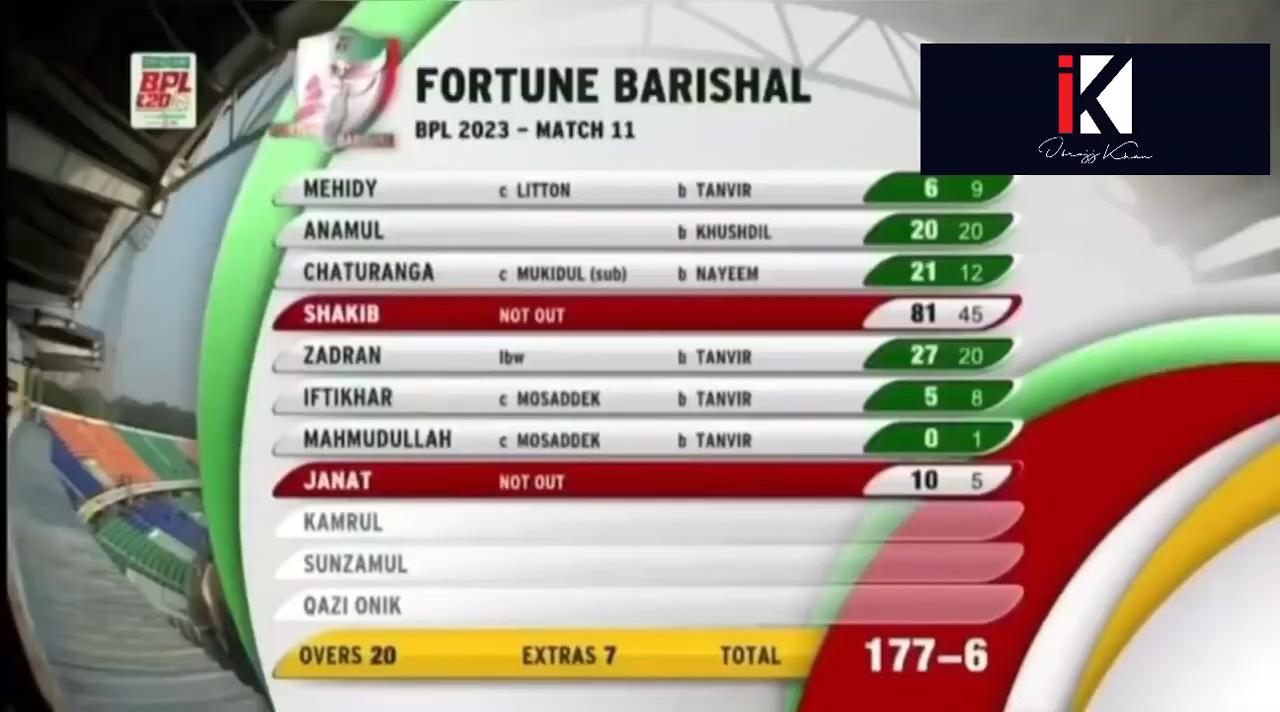 BPL
T20
FORTUNE BARISHAL
BPL 2023 – MATCH 11
iK
MEHIDY c LITTON b TANVIR 6 9
ANAMUL b KHUSHDIL 20 20
CHATURANGA c MUKIDUL (sub) b NAYEEM 21 12
SHAKIB NOT OUT 81 45
ZADRAN lbw b TANVIR 27 20
IFTIKHAR c MOSADDEK b TANVIR 5 8
MAHMUDULLAH c MOSADDEK b TANVIR 0 1
JANAT NOT OUT 10 5
KAMRUL
SUNZAMUL
QAZI ONIK
OVERS 20 EXTRAS 7 TOTAL 177–6